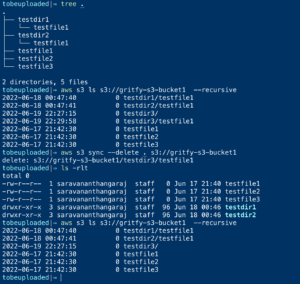 tobeuploaded|⇒ tree .
.
├── testdir1
│   └── testfile1
├── testdir2
│   └── testfile1
├── testfile1
├── testfile2
└── testfile3
2 directories, 5 files
tobeuploaded|⇒ aws s3 ls s3://gritfy-s3-bucket1 --recursive
2022-06-18 00:47:40 0 testdir1/testfile1
2022-06-18 00:47:41 0 testdir2/testfile1
2022-06-19 22:27:15 0 testdir3/
2022-06-19 22:29:58 0 testdir3/testfile1
2022-06-17 21:42:30 0 testfile1
2022-06-17 21:42:30 0 testfile2
2022-06-17 21:42:30 0 testfile3
tobeuploaded|⇒ aws s3 sync --delete . s3://gritfy-s3-bucket1
delete: s3://gritfy-s3-bucket1/testdir3/testfile1
tobeuploaded|⇒ ls -rlt
total 0
-rw-r--r-- 1 saravananthangaraj staff 0 Jun 17 21:40 testfile1
-rw-r--r-- 1 saravananthangaraj staff 0 Jun 17 21:40 testfile2
-rw-r--r-- 1 saravananthangaraj staff 0 Jun 17 21:40 testfile3
drwxr-xr-x 3 saravananthangaraj staff 96 Jun 18 00:46 testdir1
drwxr-xr-x 3 saravananthangaraj staff 96 Jun 18 00:46 testdir2
tobeuploaded|⇒ aws s3 ls s3://gritfy-s3-bucket1 --recursive
2022-06-18 00:47:40 0 testdir1/testfile1
2022-06-18 00:47:41 0 testdir2/testfile1
2022-06-19 22:27:15 0 testdir3/
2022-06-17 21:42:30 0 testfile1
2022-06-17 21:42:30 0 testfile2
2022-06-17 21:42:30 0 testfile3
tobeuploaded|⇒